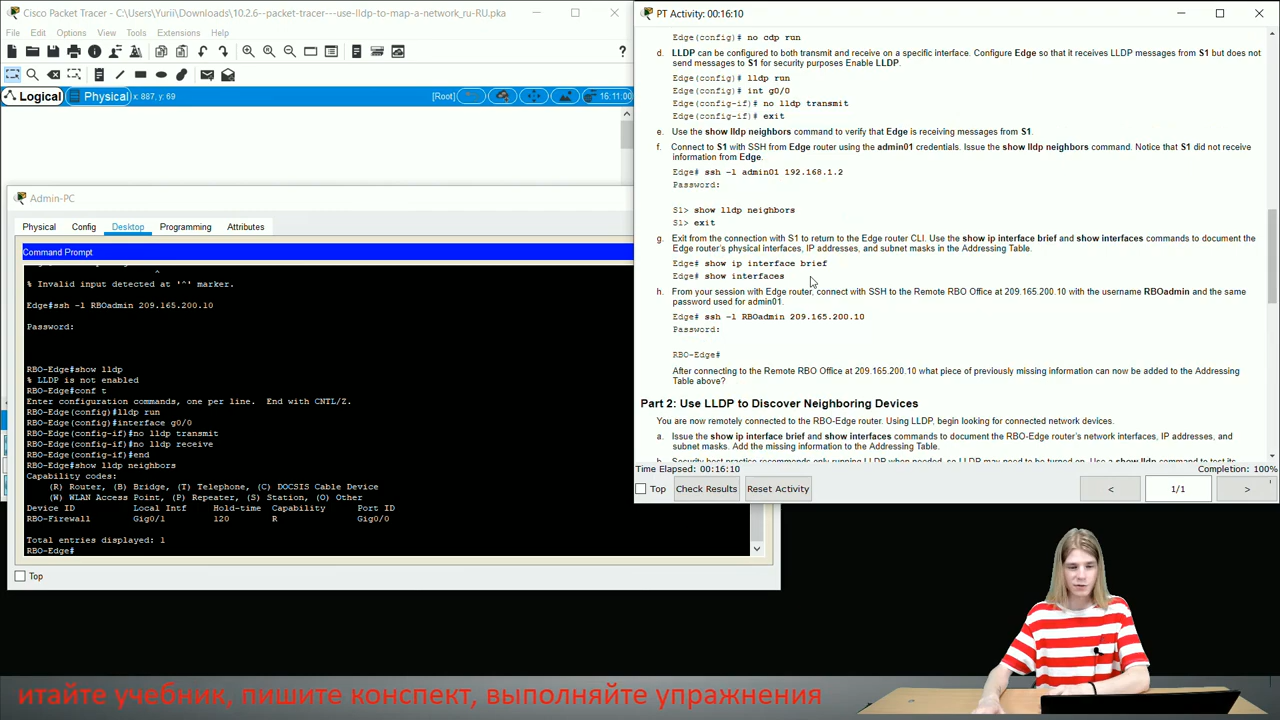 Cisco Packet Tracer - C:\Users\Yurii\Downloads\10.2.6--packet-tracer---use-lldp-to-map-a-network_ru-RU.pka
File Edit Options View Tools Extensions Help
Logical Physical x: 887, y: 69 [Root] 16:11:00
Admin-PC
Physical Config Desktop Programming Attributes
Command Prompt
^
% Invalid input detected at '^' marker.
Edge#ssh -l RBOadmin 209.165.200.10
Password:
RBO-Edge#show lldp
% LLDP is not enabled
RBO-Edge#conf t
Enter configuration commands, one per line. End with CNTL/Z.
RBO-Edge(config)#lldp run
RBO-Edge(config)#interface g0/0
RBO-Edge(config-if)#no lldp transmit
RBO-Edge(config-if)#no lldp receive
RBO-Edge(config-if)#end
RBO-Edge#show lldp neighbors
Capability codes:
(R) Router, (B) Bridge, (T) Telephone, (C) DOCSIS Cable Device
(W) WLAN Access Point, (P) Repeater, (S) Station, (O) Other
Device ID Local Intf Hold-time Capability Port ID
RBO-Firewall Gig0/1 120 R Gig0/0
Total entries displayed: 1
RBO-Edge#
Top
PT Activity: 00:16:10
Edge(config)# no cdp run
d. LLDP can be configured to both transmit and receive on a specific interface. Configure Edge so that it receives LLDP messages from S1 but does not
send messages to S1 for security purposes Enable LLDP.
Edge(config)# lldp run
Edge(config)# int g0/0
Edge(config-if)# no lldp transmit
Edge(config-if)# exit
e. Use the show lldp neighbors command to verify that Edge is receiving messages from S1.
f. Connect to S1 with SSH from Edge router using the admin01 credentials. Issue the show lldp neighbors command. Notice that S1 did not receive
information from Edge.
Edge# ssh -l admin01 192.168.1.2
Password:
S1> show lldp neighbors
S1> exit
g. Exit from the connection with S1 to return to the Edge router CLI. Use the show ip interface brief and show interfaces commands to document the
Edge router's physical interfaces, IP addresses, and subnet masks in the Addressing Table.
Edge# show ip interface brief
Edge# show interfaces
h. From your session with Edge router, connect with SSH to the Remote RBO Office at 209.165.200.10 with the username RBOadmin and the same
password used for admin01.
Edge# ssh -l RBOadmin 209.165.200.10
Password:
RBO-Edge#
After connecting to the Remote RBO Office at 209.165.200.10 what piece of previously missing information can now be added to the Addressing
Table above?
Part 2: Use LLDP to Discover Neighboring Devices
You are now remotely connected to the RBO-Edge router. Using LLDP, begin looking for connected network devices.
a. Issue the show ip interface brief and show interfaces commands to document the RBO-Edge router's network interfaces, IP addresses, and
subnet masks. Add the missing information to the Addressing Table.
Time Elapsed: 00:16:10 Completion: 100%
Top Check Results Reset Activity < 1/1 >
итайте учебник, пишите конспект, выполняйте упражнения